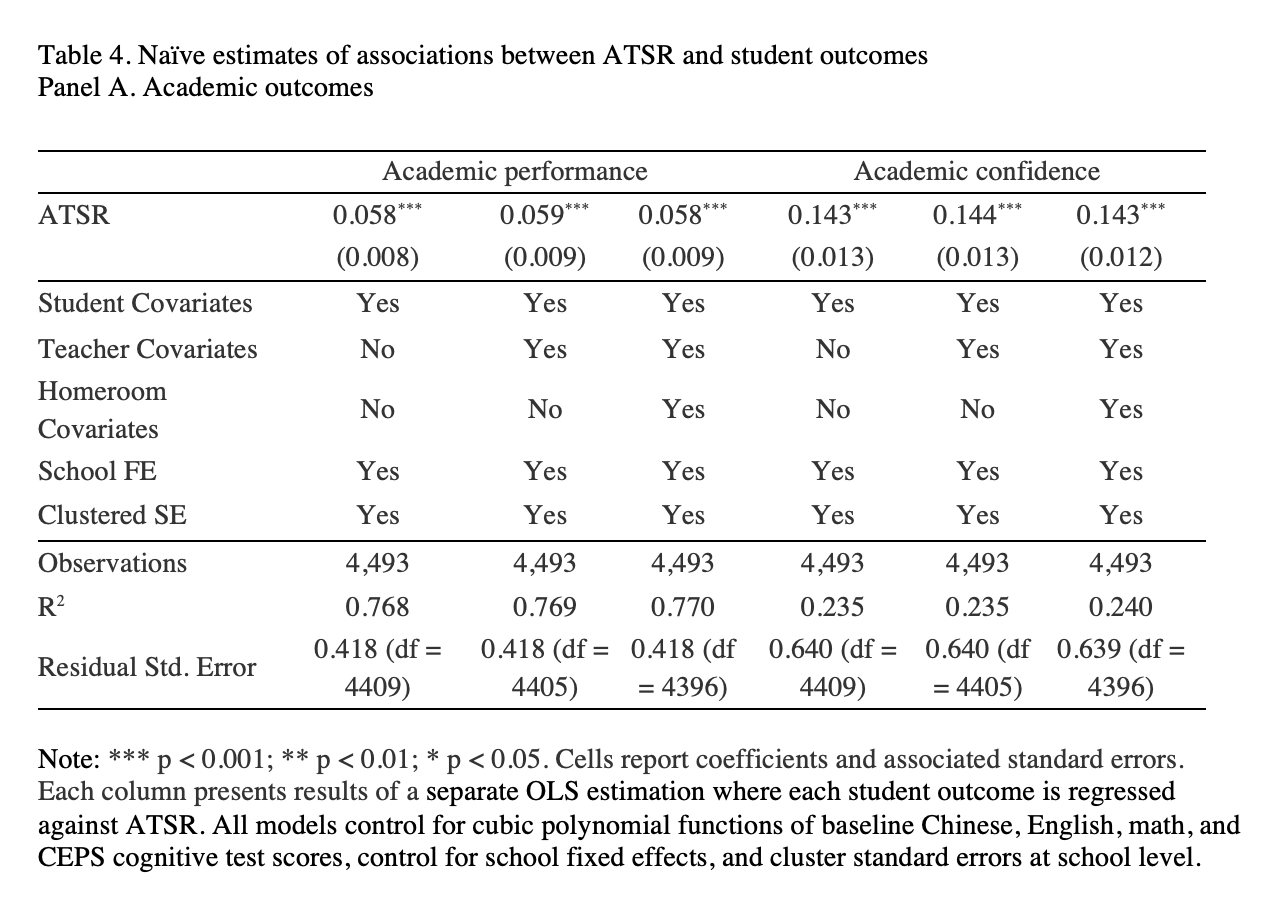 Table 4. Naïve estimates of associations between ATSR and student outcomes
Panel A. Academic outcomes
Academic performance Academic confidence
ATSR 0.058*** 0.059*** 0.058*** 0.143*** 0.144*** 0.143***
(0.008) (0.009) (0.009) (0.013) (0.013) (0.012)
Student Covariates Yes Yes Yes Yes Yes Yes
Teacher Covariates No Yes Yes No Yes Yes
Homeroom
Covariates No No Yes No No Yes
School FE Yes Yes Yes Yes Yes Yes
Clustered SE Yes Yes Yes Yes Yes Yes
Observations 4,493 4,493 4,493 4,493 4,493 4,493
R² 0.768 0.769 0.770 0.235 0.235 0.240
Residual Std. Error 0.418 (df = 0.418 (df = 0.418 (df 0.640 (df = 0.640 (df 0.639 (df =
4409) 4405) = 4396) 4409) = 4405) 4396)
Note: *** p < 0.001; ** p < 0.01; * p < 0.05. Cells report coefficients and associated standard errors.
Each column presents results of a separate OLS estimation where each student outcome is regressed
against ATSR. All models control for cubic polynomial functions of baseline Chinese, English, math, and
CEPS cognitive test scores, control for school fixed effects, and cluster standard errors at school level.